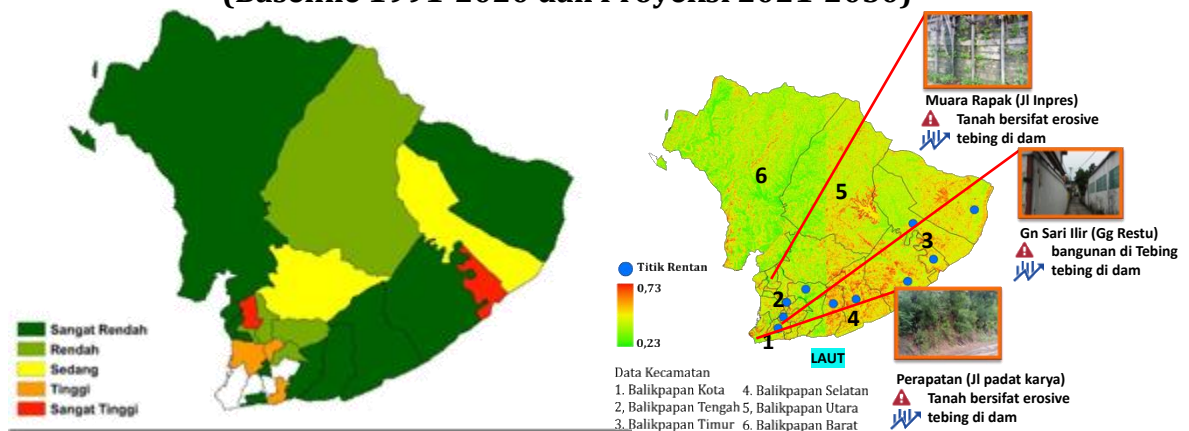 (Baseline 1991-2020 dan Proyeksi 2021-2050)
Sangat Rendah
Rendah
Sedang
Tinggi
Sangat Tinggi
Muara Rapak (Jl Inpres)
Tanah bersifat erosive
tebing di dam
6
5
3
2
4
1
Gn Sari Ilir (Gg Restu)
bangunan di Tebing
tebing di dam
Titik Rentan
0,73
0,23
LAUT
Perapatan (Jl padat karya)
Tanah bersifat erosive
tebing di dam
Data Kecamatan
1. Balikpapan Kota
4. Balikpapan Selatan
2, Balikpapan Tengah
5, Balikpapan Utara
3. Balikpapan Timur
6. Balikpapan Barat